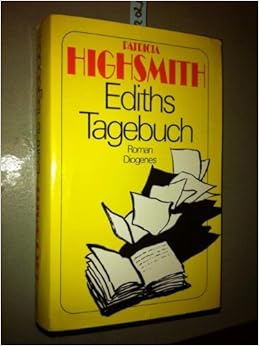 PATRICIA
HIGHSMITH
Ediths
Tagebuch
Roman
Diogenes